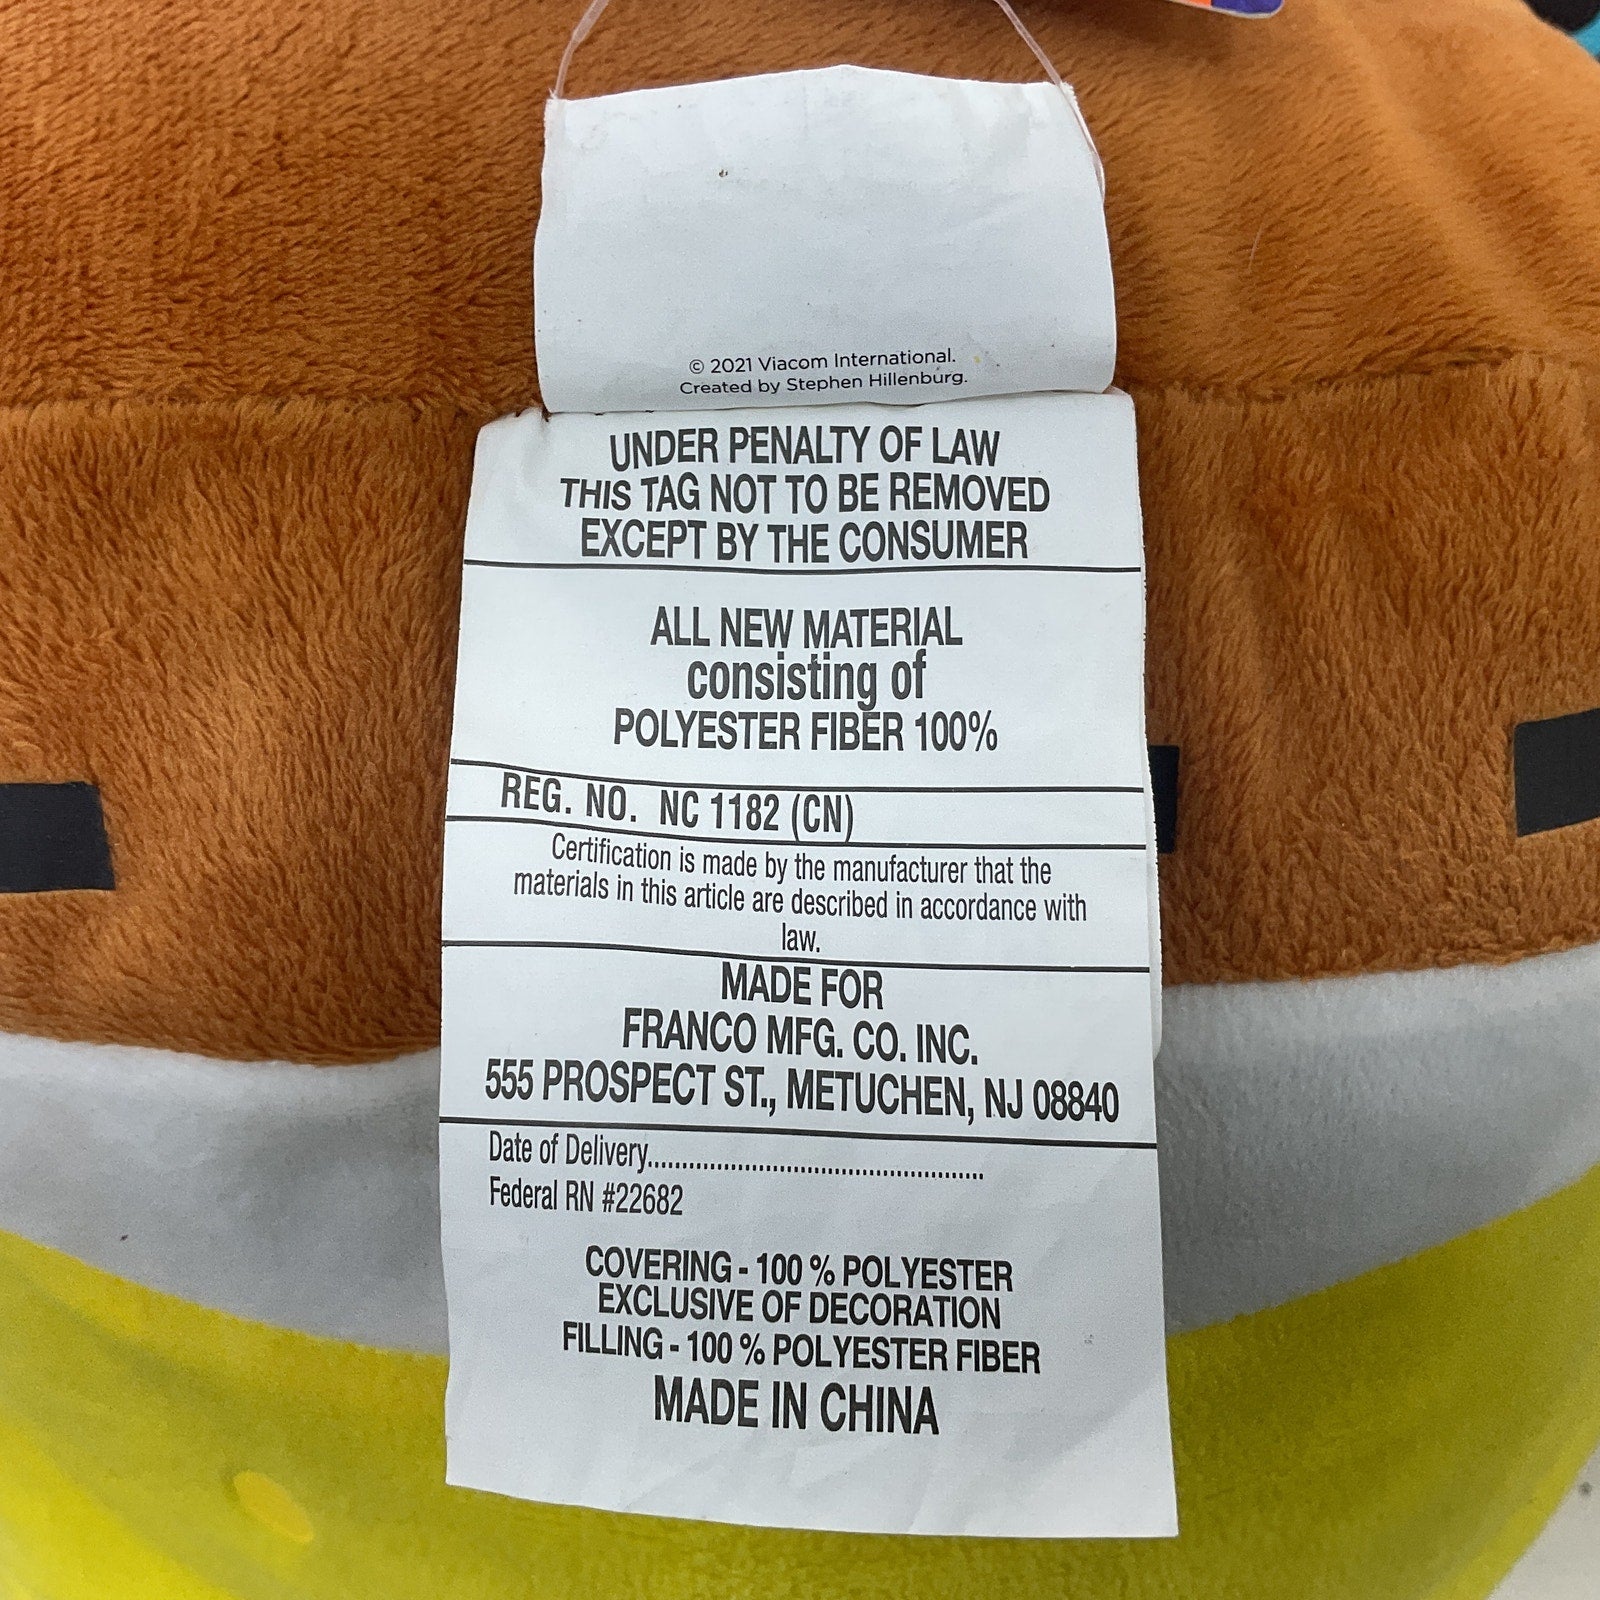 © 2021 Viacom International.
Created by Stephen Hillenburg.
UNDER PENALTY OF LAW
THIS TAG NOT TO BE REMOVED
EXCEPT BY THE CONSUMER
ALL NEW MATERIAL
consisting of
POLYESTER FIBER 100%
REG. NO. NC 1182 (CN)
Certification is made by the manufacturer that the
materials in this article are described in accordance with
law.
MADE FOR
FRANCO MFG. CO. INC.
555 PROSPECT ST., METUCHEN, NJ 08840
Date of Delivery..................................................
Federal RN #22682
COVERING - 100 % POLYESTER
EXCLUSIVE OF DECORATION
FILLING - 100 % POLYESTER FIBER
MADE IN CHINA